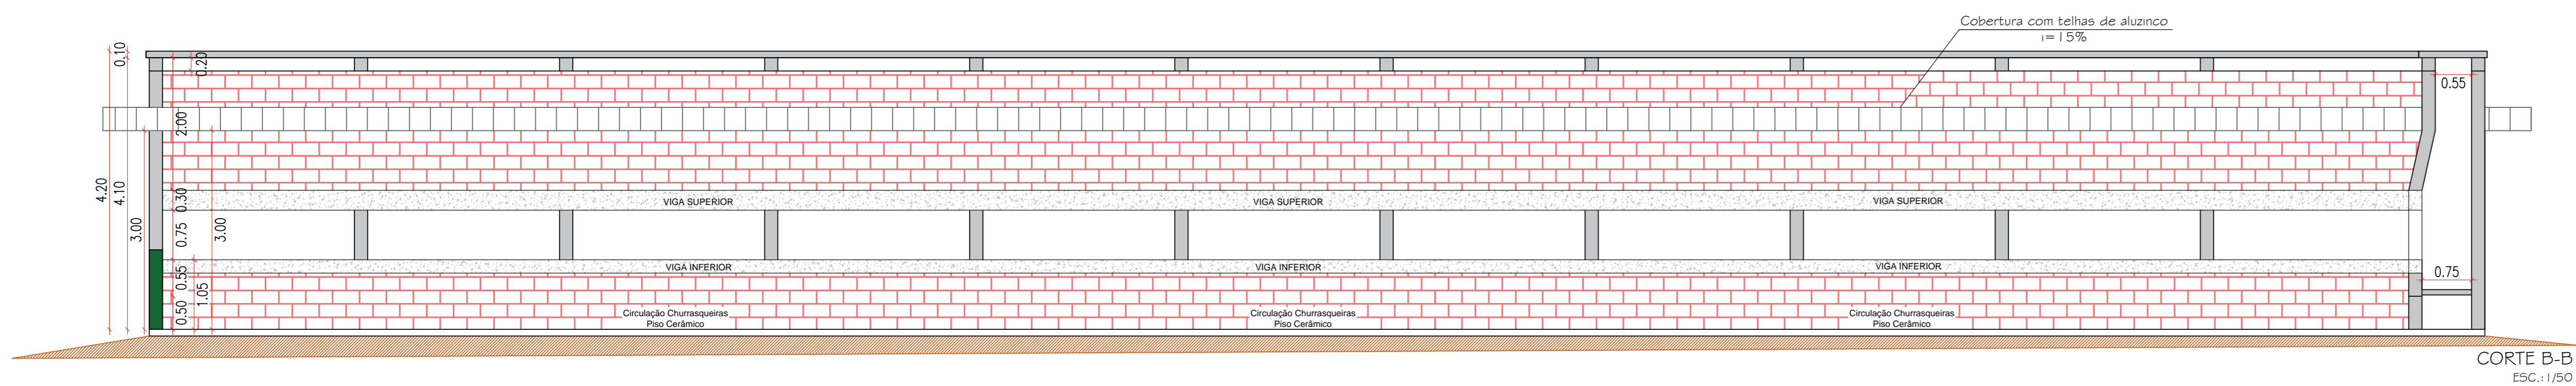 Cobertura com telhas de aluzinco
i=15%
0.10
0.20
0.55
2.00
4.20
4.10
3.00
0.30
0.75
3.00
VIGA SUPERIOR
VIGA SUPERIOR
VIGA SUPERIOR
VIGA INFERIOR
VIGA INFERIOR
VIGA INFERIOR
0.55
1.05
0.50
0.75
Circulação Churrasqueiras
Piso Cerâmico
Circulação Churrasqueiras
Piso Cerâmico
Circulação Churrasqueiras
Piso Cerâmico
CORTE B-B
ESC.:1/50